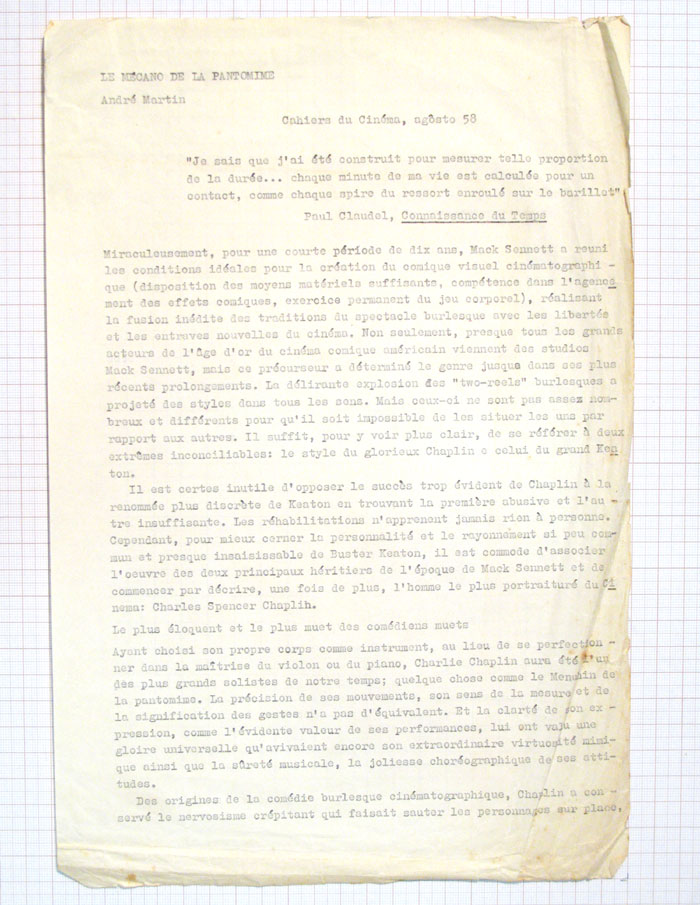 LE MÉCANO DE LA PANTOMIME
André Martin
Cahiers du Cinéma, agôsto 58
"Je sais que j'ai été construit pour mesurer telle proportion
de la durée... chaque minute de ma vie est calculée pour un
contact, comme chaque spire du ressort enroulé sur le barillet"
Paul Claudel, Connaissance du Temps
Miraculeusement, pour une courte période de dix ans, Mack Sennett a reuni
les conditions idéales pour la création du comique visuel cinématographi -
que (disposition des moyens matériels suffisants, compétence dans l'agence
ment des effets comiques, exercice permanent du jeu corporel), réalisant
la fusion inédite des traditions du spectacle burlesque avec les libertés
et les entraves nouvelles du cinéma. Non seulement, presque tous les grands
acteurs de l'âge d'or du cinéma comique américain viennent des studios
Mack Sennett, mais ce précurseur a déterminé le genre jusque dans ses plus
récents prolongements. La délirante explosion des "two-reels" burlesques a
projeté des styles dans tous les sens. Mais ceux-ci ne sont pas assez nom-
breux et différents pour qu'il soit impossible de les situer les uns par
rapport aux autres. Il suffit, pour y voir plus clair, de se référer à deux
extrêmes inconciliables: le style du glorieux Chaplin e celui du grand Kea
ton.
Il est certes inutile d'opposer le succès trop évident de Chaplin à la
renommée plus discrète de Keaton en trouvant la première abusive et l'au -
tre insuffisante. Les réhabilitations n'apprenent jamais rien à personne.
Cependant, pour mieux cerner la personnalité et le rayonnement si peu com-
mun et presque insaisissable de Buster Keaton, il est commode d'associer
l'oeuvre des deux principaux héritiers de l'époque de Mack Sennett et de
commencer par décrire, une fois de plus, l'homme le plus portraituré du Ci
nema: Charles Spencer Chaplin.
Le plus éloquent et le plus muet des comédiens muets
Ayant choisi son propre corps comme instrument, au lieu de se perfection -
ner dans la maîtrise du violon ou du piano, Charlie Chaplin aura été l'un
des plus grands solistes de notre temps; quelque chose comme le Menuhin de
la pantomime. La précision de ses mouvements, son sens de la mesure et de
la signification des gestes n'a pas d'équivalent. Et la clarté de son ex -
pression, comme l'évidente valeur de ses performances, lui ont valu une
gloire universelle qu'avivaient encore son extraordinaire virtuosité mimi-
que ainsi que la sûreté musicale, la joliesse chorégraphique de ses atti-
tudes.
Des origines de la comédie burlesque cinématographique, Chaplin a con -
servé le nervosisme crépitant qui faisait sauter les personnages sur place,